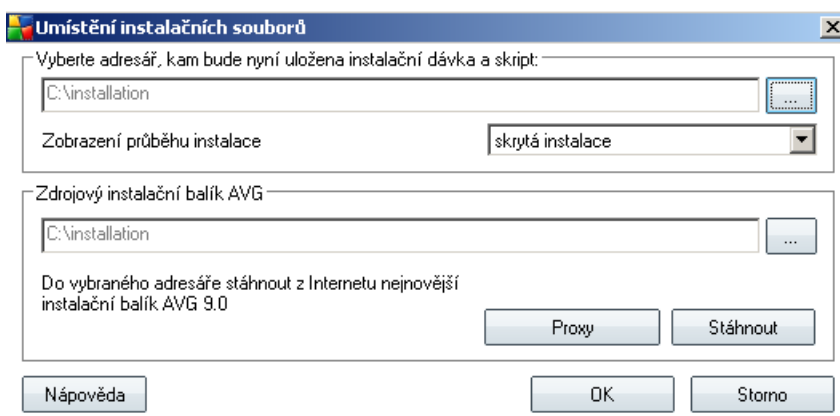 Umístění instalačních souborů
Vyberte adresář, kam bude nyní uložena instalační dávka a skript:
C:\installation
...
Zobrazení průběhu instalace
skrytá instalace
Zdrojový instalační balík AVG
C:\installation
...
Do vybraného adresáře stáhnout z Internetu nejnovější
instalační balík AVG 9.0
Proxy
Stáhnout
Nápověda
OK
Storno